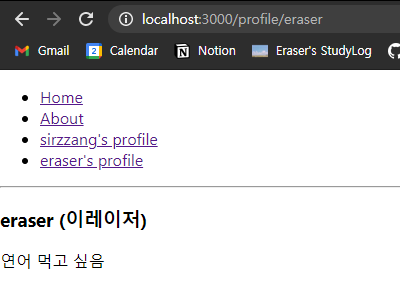 localhost:3000/profile/eraser
Gmail 2 Calendar Notion Eraser's StudyLog
Home
About
sirzzang's profile
eraser's profile
eraser (이레이저)
연어 먹고 싶음